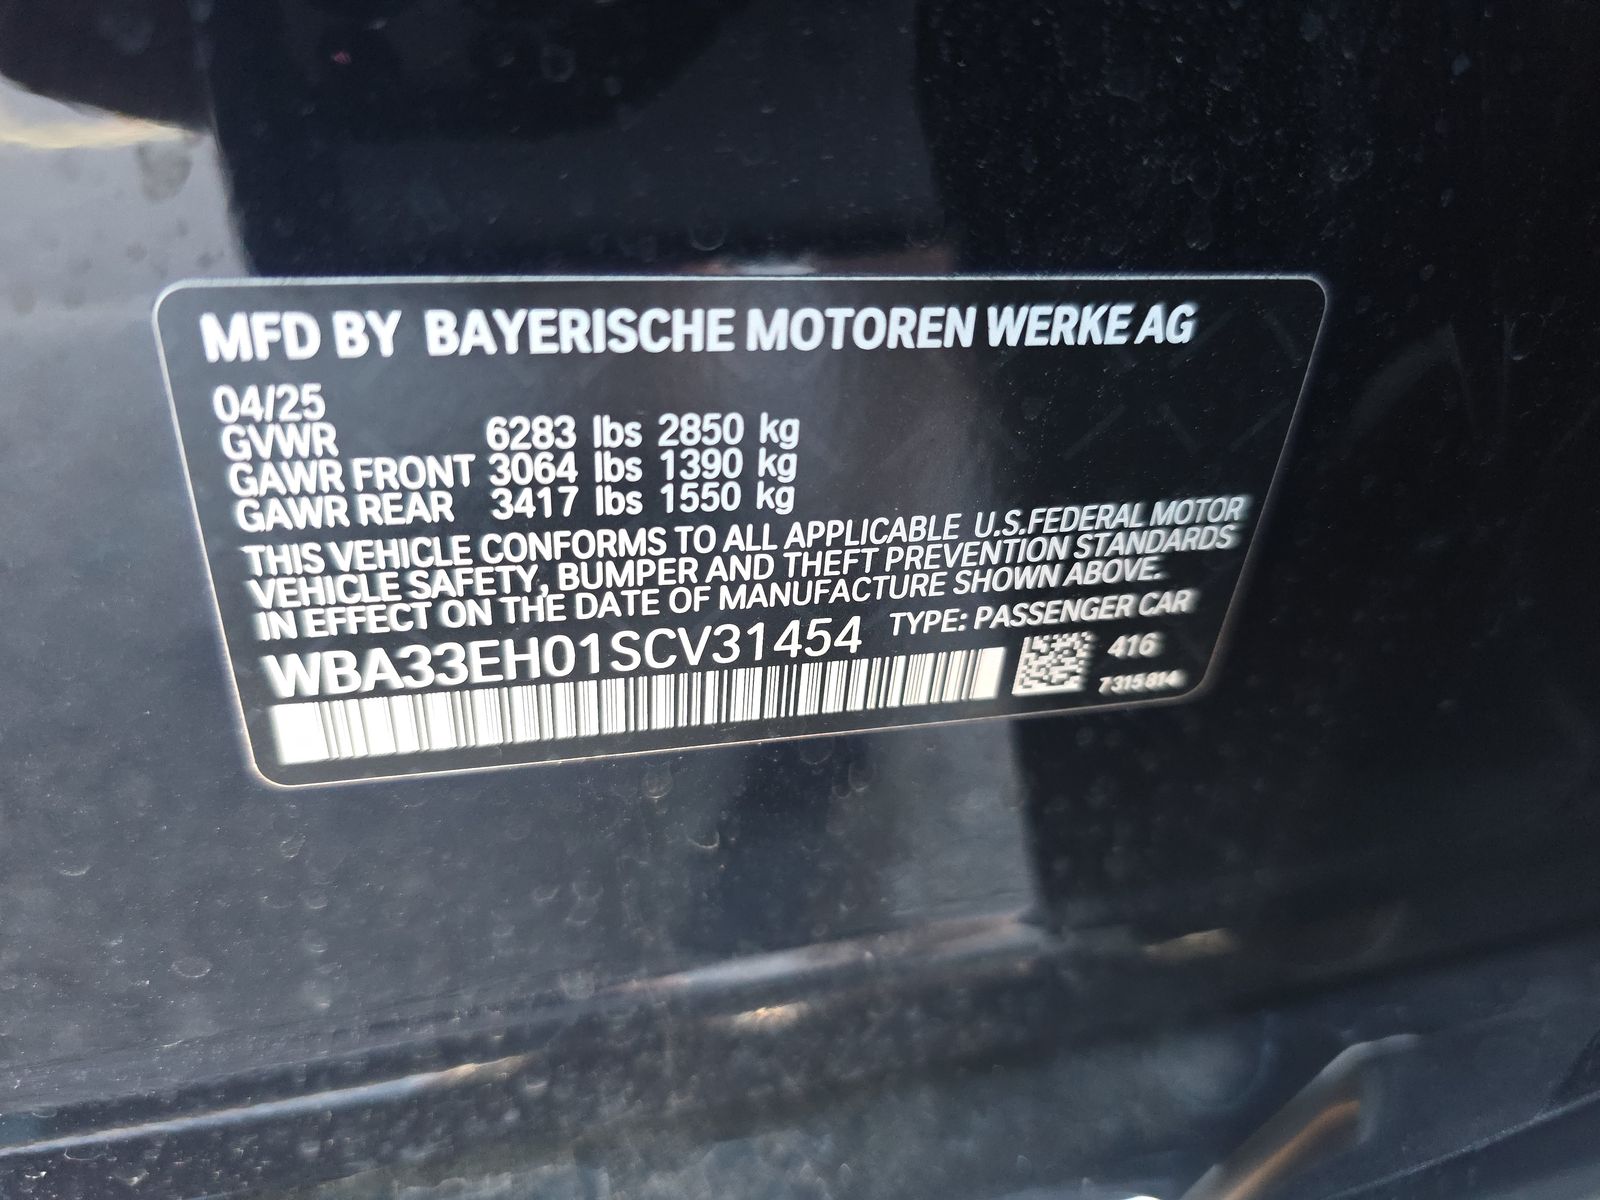 MFD BY BAYERISCHE MOTOREN WERKE AG
04/25
GVWR 6283 lbs 2850 kg
GAWR FRONT 3064 lbs 1390 kg
GAWR REAR 3417 lbs 1550 kg
THIS VEHICLE CONFORMS TO ALL APPLICABLE U.S.FEDERAL MOTOR
VEHICLE SAFETY, BUMPER AND THEFT PREVENTION STANDARDS
IN EFFECT ON THE DATE OF MANUFACTURE SHOWN ABOVE.
WBA33EH01SCV31454 TYPE: PASSENGER CAR
416
7315814